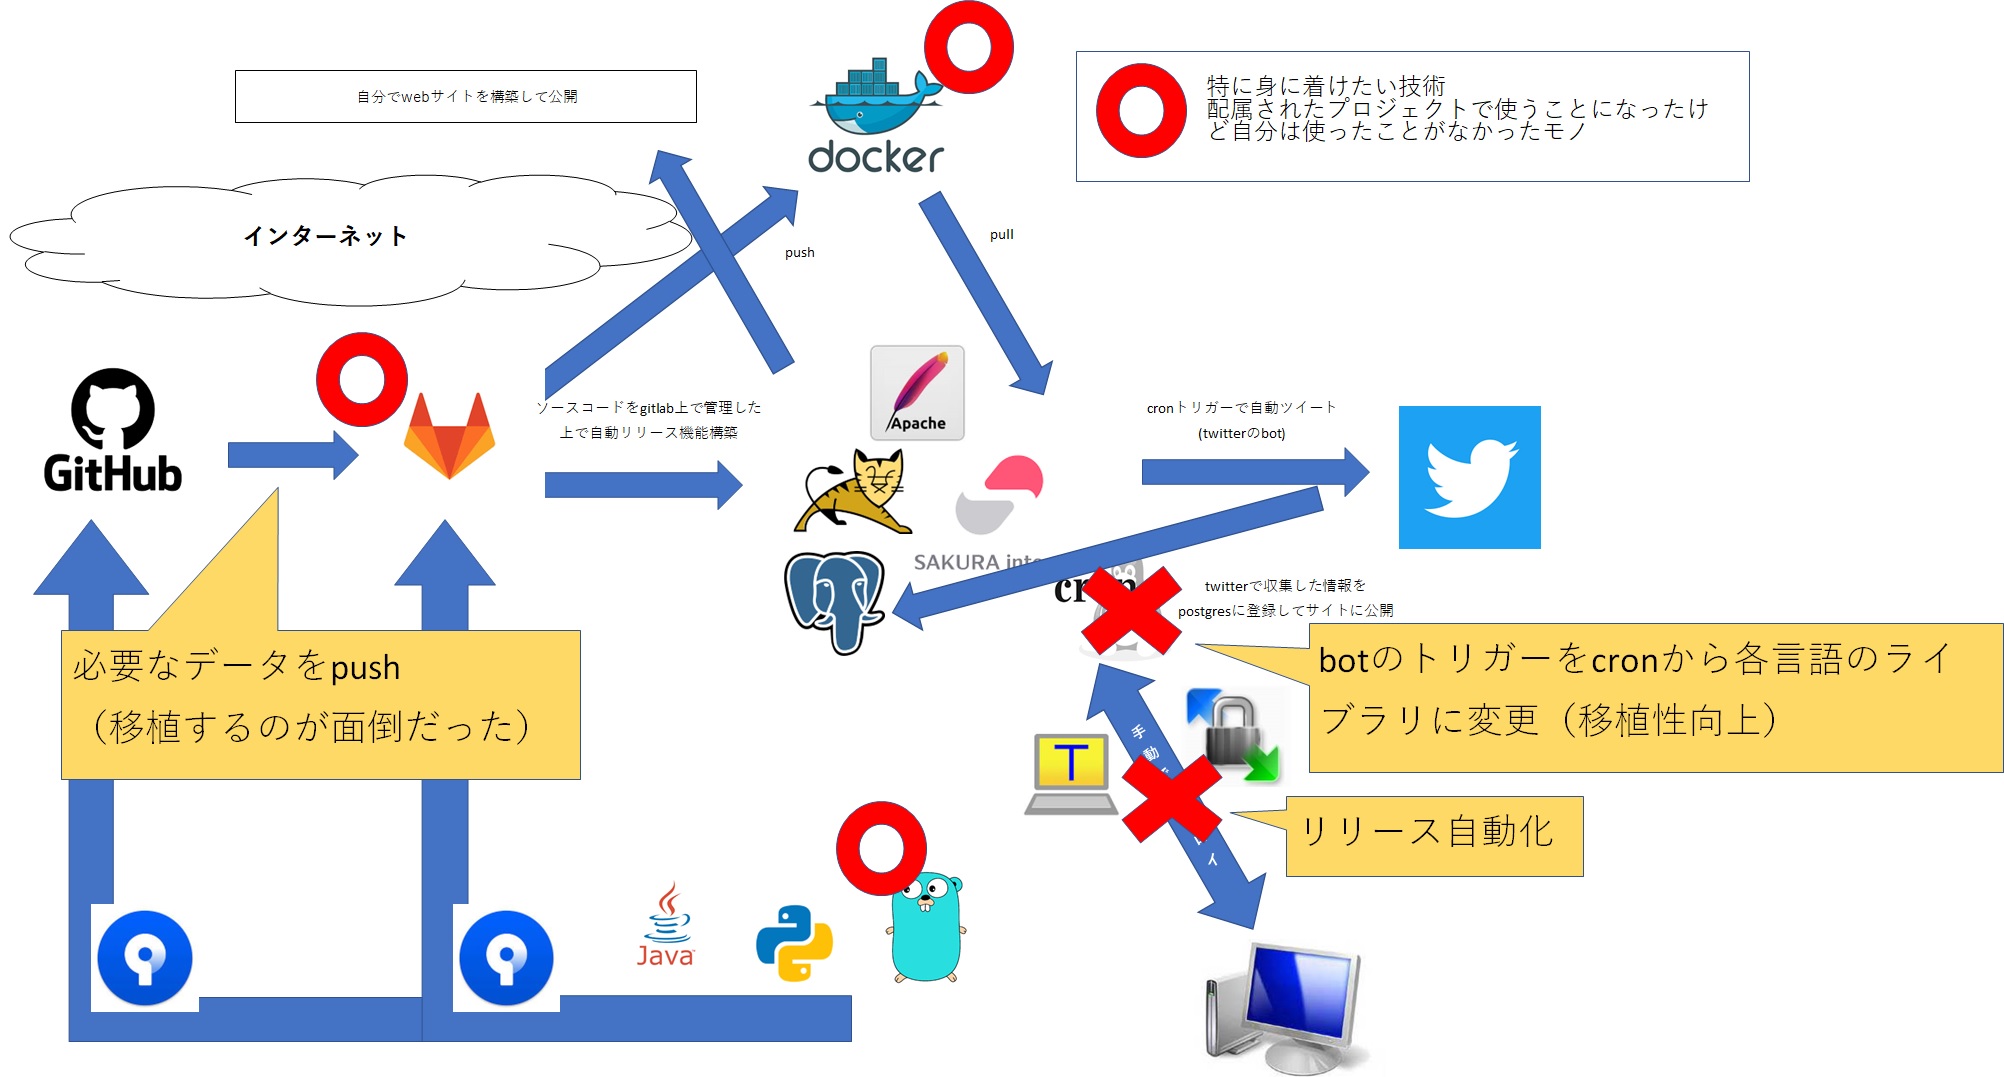 自分でwebサイトを構築して公開
docker
特に身に着けたい技術
配属されたプロジェクトで使うことになったけ
ど自分は使ったことがなかったモノ
インターネット
push
pull
GitHub
ソースコードをgitlab上で管理した
上で自動リリース機能構築
Apache
cronトリガーで自動ツイート
(twitterのbot)
SAKURA inte
twitterで収集した情報を
postgresに登録してサイトに公開
必要なデータをpush
（移植するのが面倒だった）
botのトリガーをcronから各言語のライ
ブラリに変更（移植性向上）
手動
イ
T
リリース自動化
Java